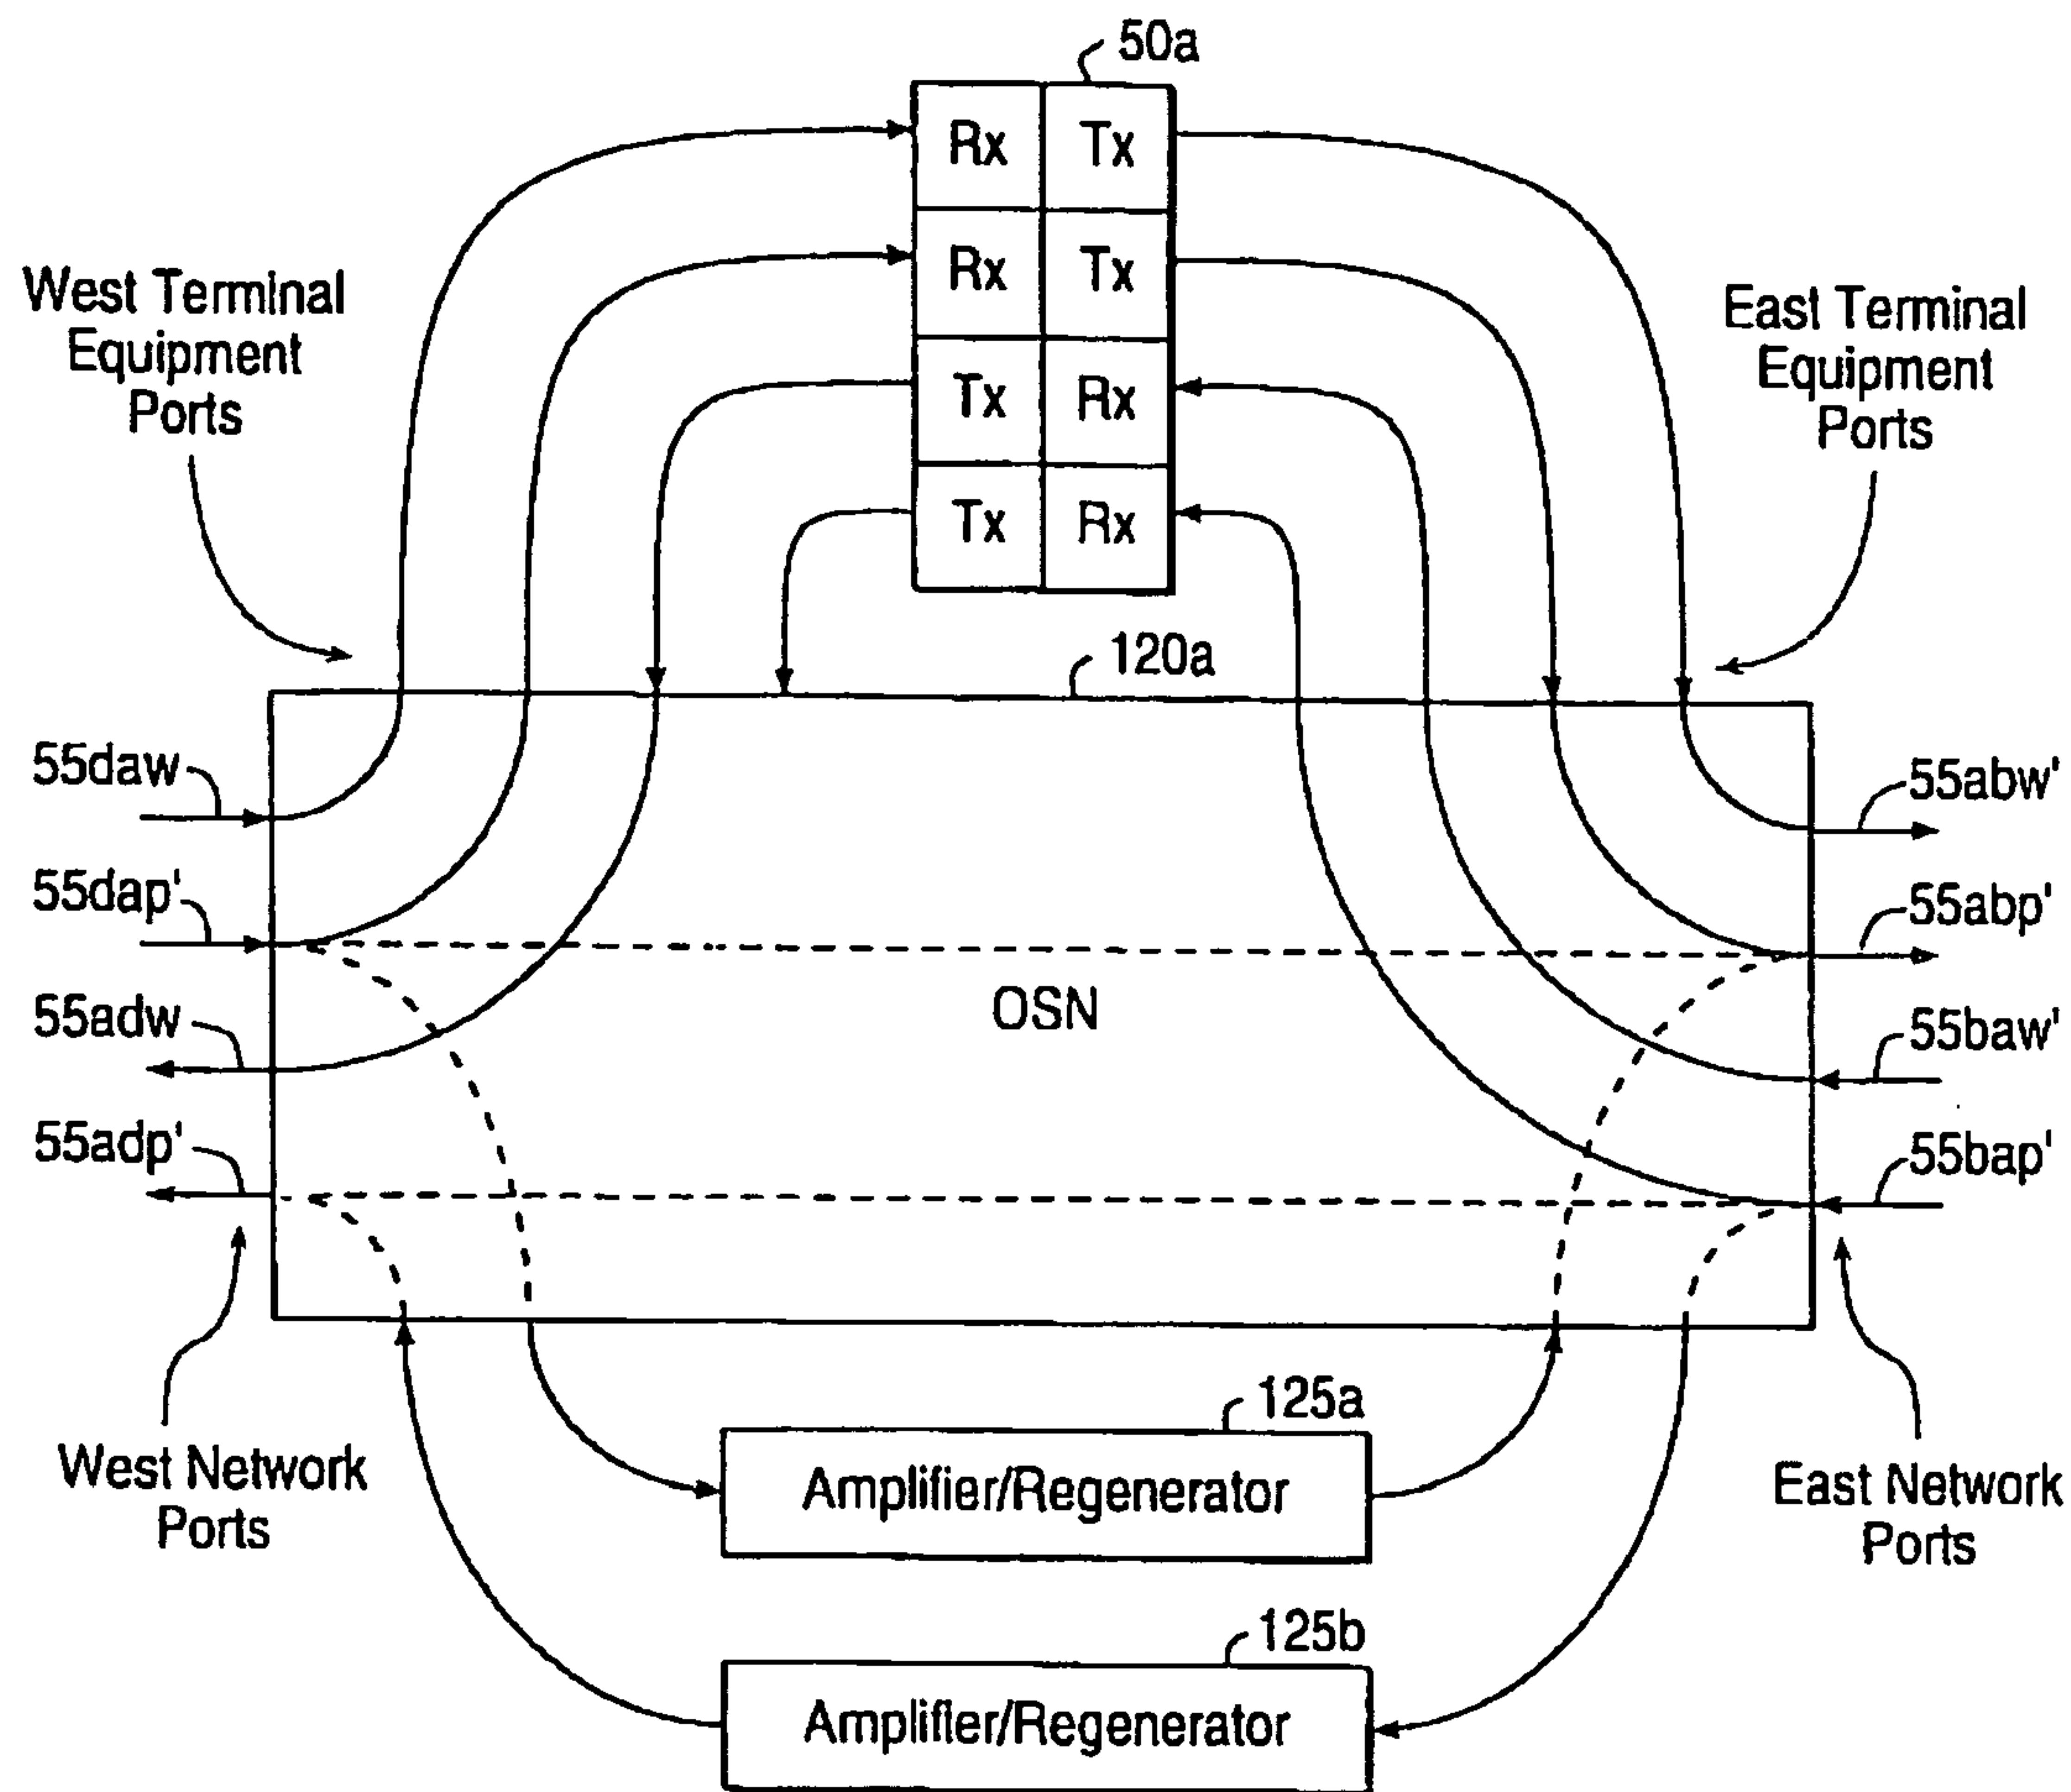 50a
Rx Tx
Rx Tx
Tx Rx
Tx Rx
West Terminal
Equipment
Ports
East Terminal
Equipment
Ports
120a
55daw
55dap'
55adw
55adp'
OSN
55abw'
55abp'
55baw'
55bap'
West Network
Ports
East Network
Ports
125a
Amplifier/Regenerator
125b
Amplifier/Regenerator